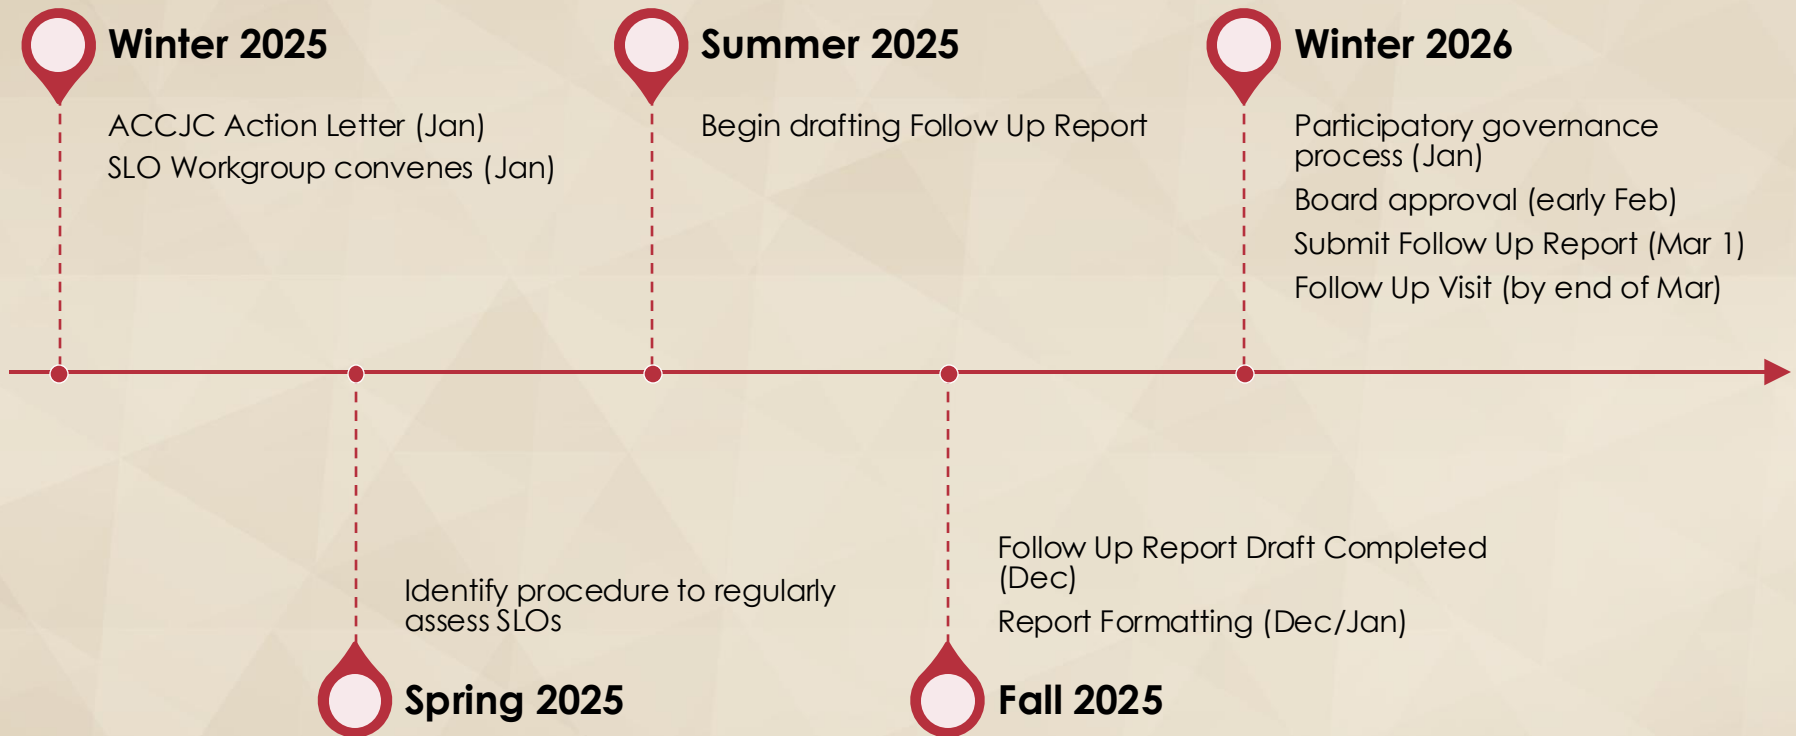 Winter 2025
ACCJC Action Letter (Jan)
SLO Workgroup convenes (Jan)
Summer 2025
Begin drafting Follow Up Report
Winter 2026
Participatory governance
process (Jan)
Board approval (early Feb)
Submit Follow Up Report (Mar 1)
Follow Up Visit (by end of Mar)
Identify procedure to regularly
assess SLOs
Spring 2025
Follow Up Report Draft Completed
(Dec)
Report Formatting (Dec/Jan)
Fall 2025